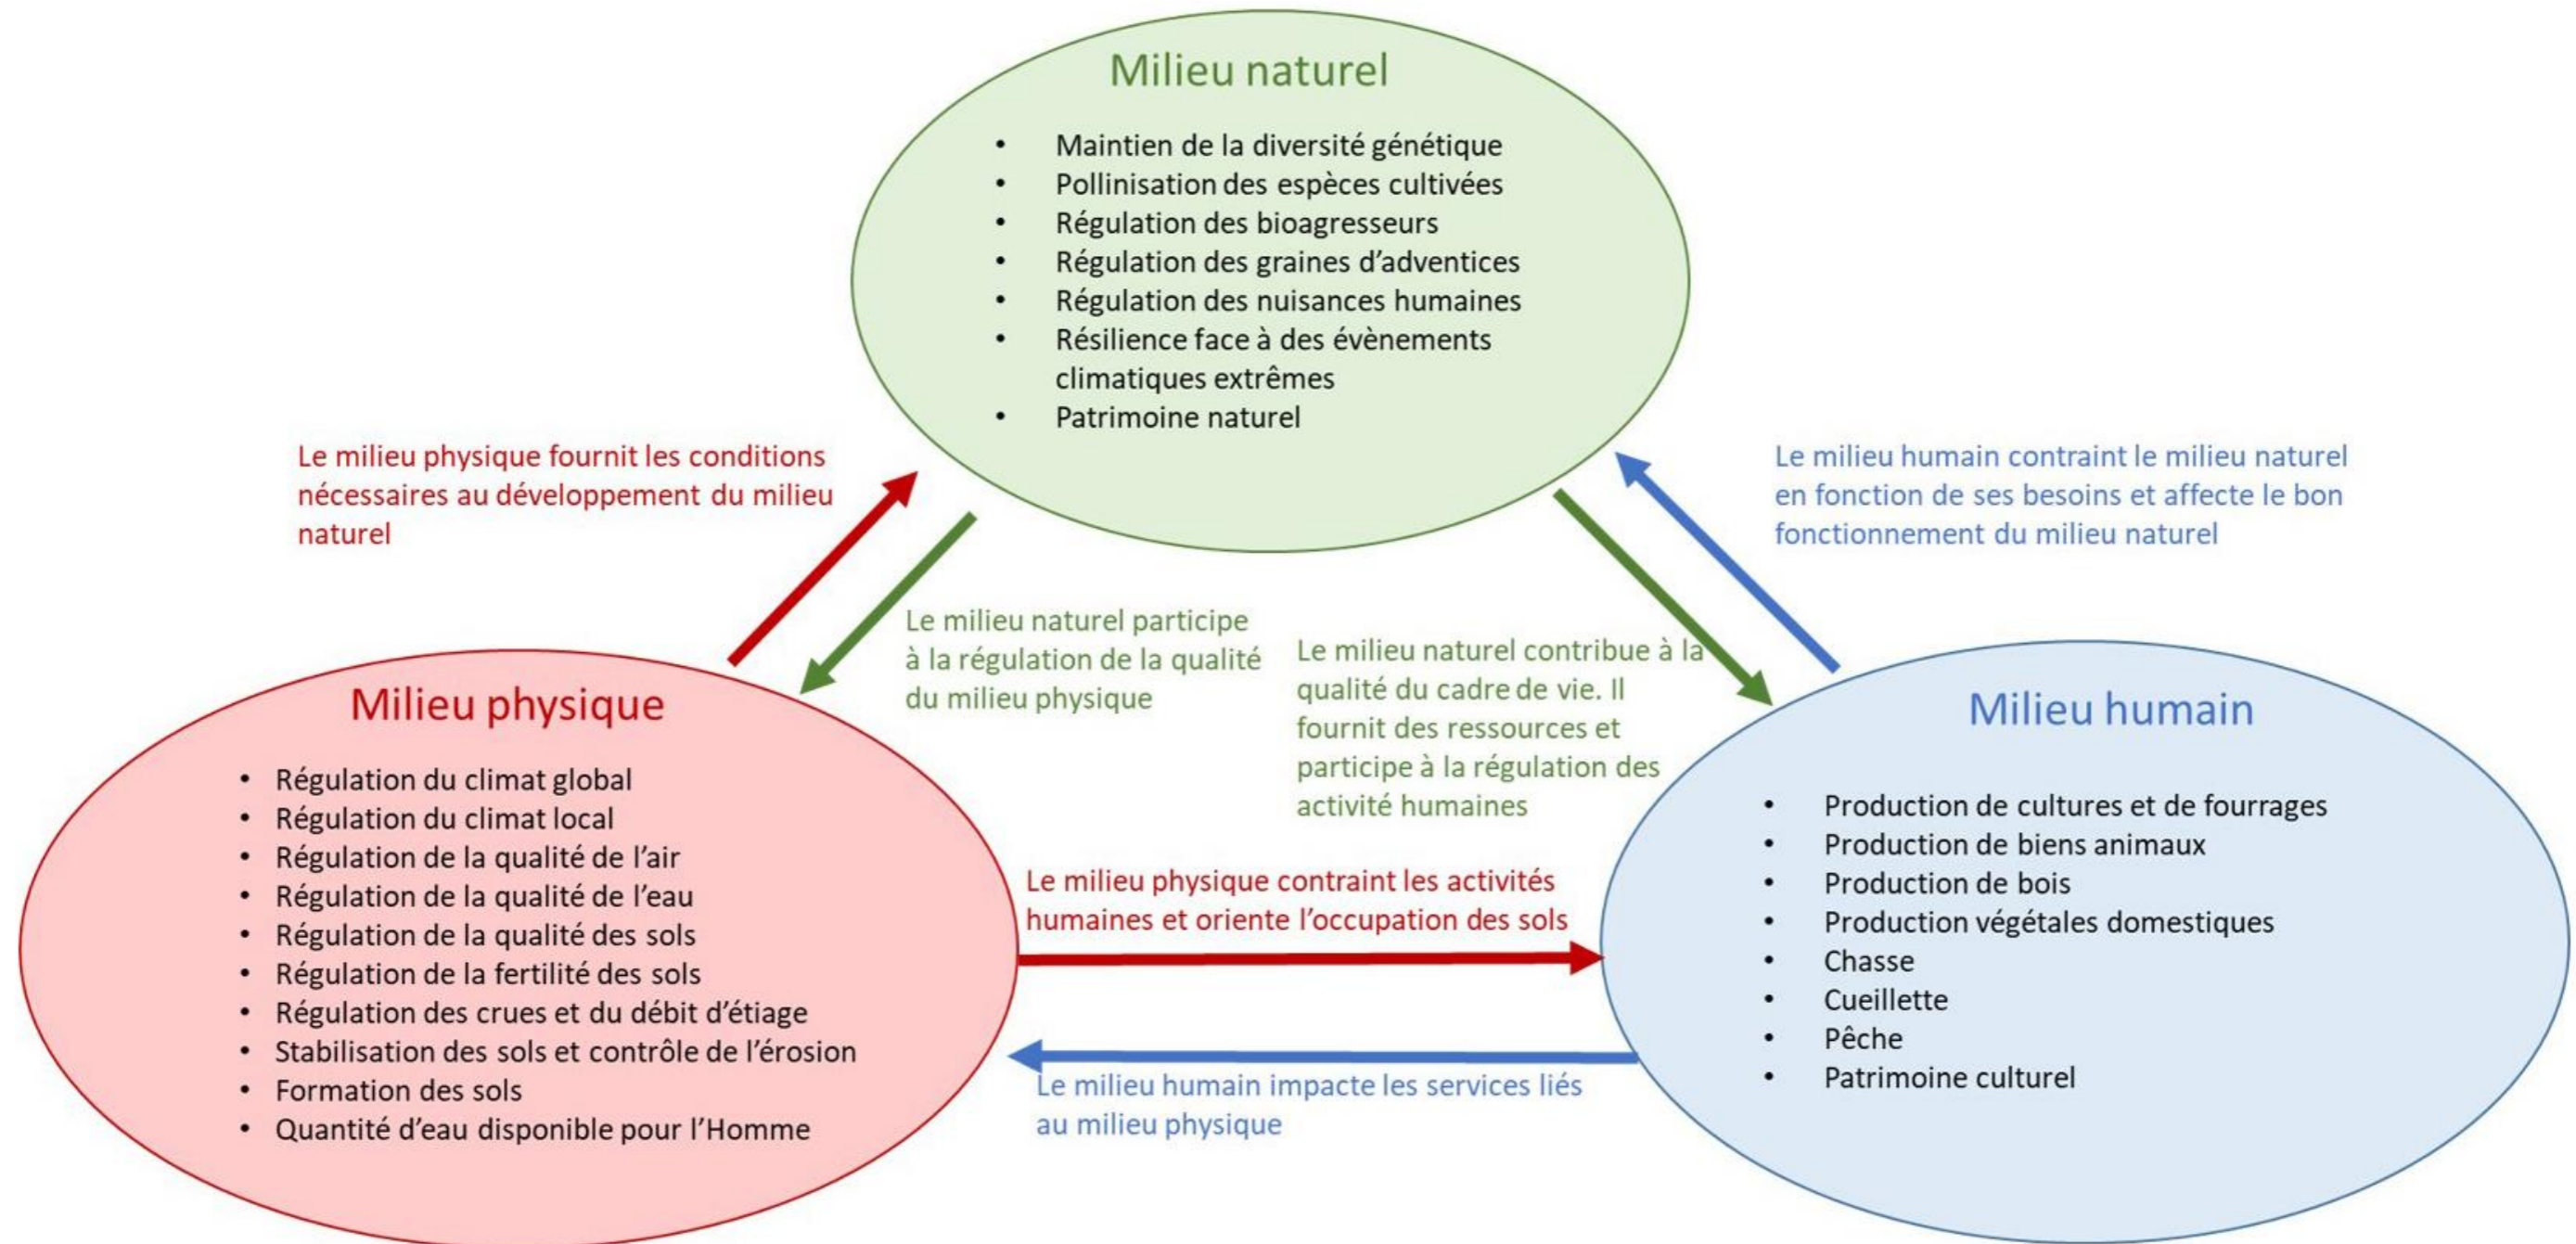 Milieu naturel
• Maintien de la diversité génétique
• Pollinisation des espèces cultivées
• Régulation des bioagresseurs
• Régulation des graines d’adventices
• Régulation des nuisances humaines
• Résilience face à des évènements
climatiques extrêmes
• Patrimoine naturel
Le milieu physique fournit les conditions
nécessaires au développement du milieu
naturel
Le milieu humain contraint le milieu naturel
en fonction de ses besoins et affecte le bon
fonctionnement du milieu naturel
Le milieu naturel participe
à la régulation de la qualité
du milieu physique
Le milieu naturel contribue à la
qualité du cadre de vie. Il
fournit des ressources et
participe à la régulation des
activité humaines
Milieu physique
• Régulation du climat global
• Régulation du climat local
• Régulation de la qualité de l’air
• Régulation de la qualité de l’eau
• Régulation de la qualité des sols
• Régulation de la fertilité des sols
• Régulation des crues et du débit d’étiage
• Stabilisation des sols et contrôle de l’érosion
• Formation des sols
• Quantité d’eau disponible pour l’Homme
Le milieu physique contraint les activités
humaines et oriente l’occupation des sols
Le milieu humain impacte les services liés
au milieu physique
Milieu humain
• Production de cultures et de fourrages
• Production de biens animaux
• Production de bois
• Production végétales domestiques
• Chasse
• Cueillette
• Pêche
• Patrimoine culturel